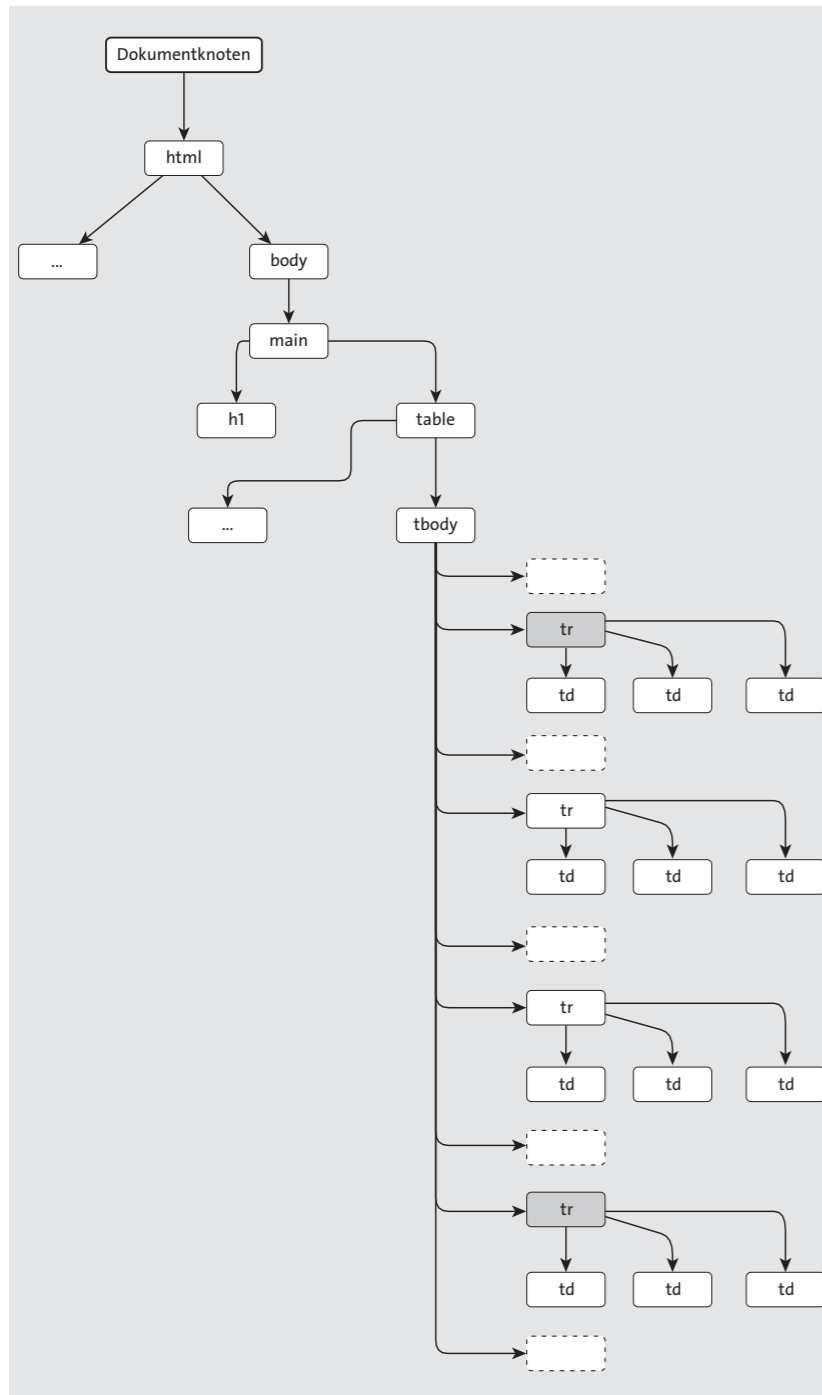 Dokumentknoten
html
...
body
main
h1
table
...
tbody
tr
td td td
tr
td td td
tr
td td td
tr
td td td